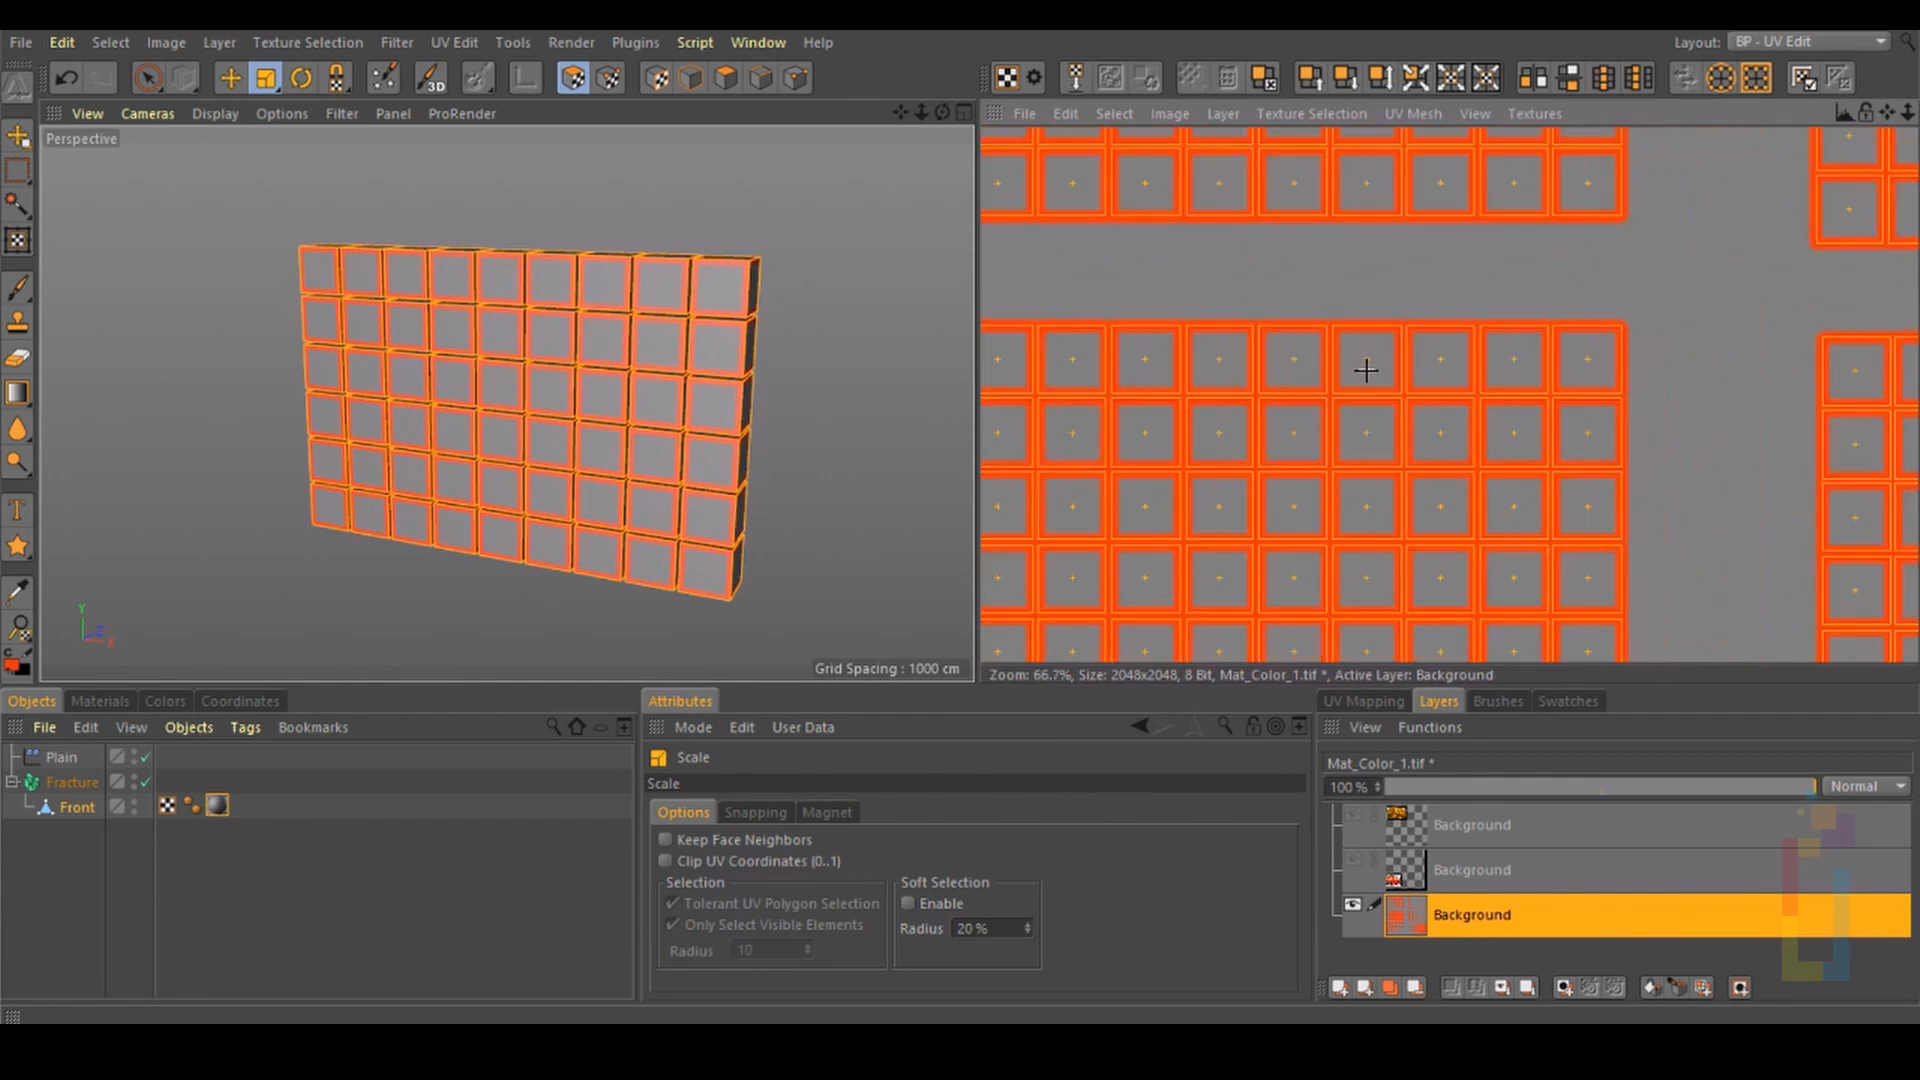 File Edit Select Image Layer Texture Selection Filter UV Edit Tools Render Plugins Script Window Help Layout: BP - UV Edit
3D
View Cameras Display Options Filter Panel ProRender
File Edit Select Image Layer Texture Selection UV Mesh View Textures
Perspective
Y
Z
X
Grid Spacing : 1000 cm
Zoom: 66.7%, Size: 2048x2048, 8 Bit, Mat_Color_1.tif *, Active Layer: Background
Objects Materials Colors Coordinates
File Edit View Objects Tags Bookmarks
Plain
Fracture
Front
Attributes
Mode Edit User Data
Scale
Scale
Options Snapping Magnet
Keep Face Neighbors
Clip UV Coordinates (0..1)
Selection
Tolerant UV Polygon Selection
Only Select Visible Elements
Radius 10
Soft Selection
Enable
Radius 20 %
UV Mapping Layers Brushes Swatches
View Functions
Mat_Color_1.tif *
100 % Normal
Background
Background
Background